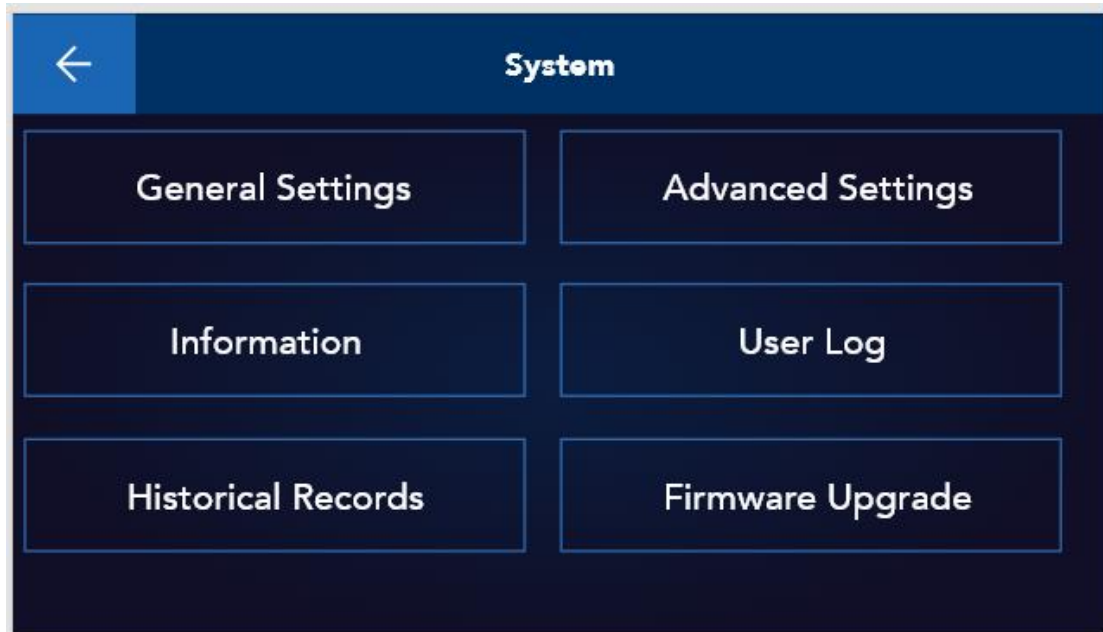 System
General Settings
Advanced Settings
Information
User Log
Historical Records
Firmware Upgrade